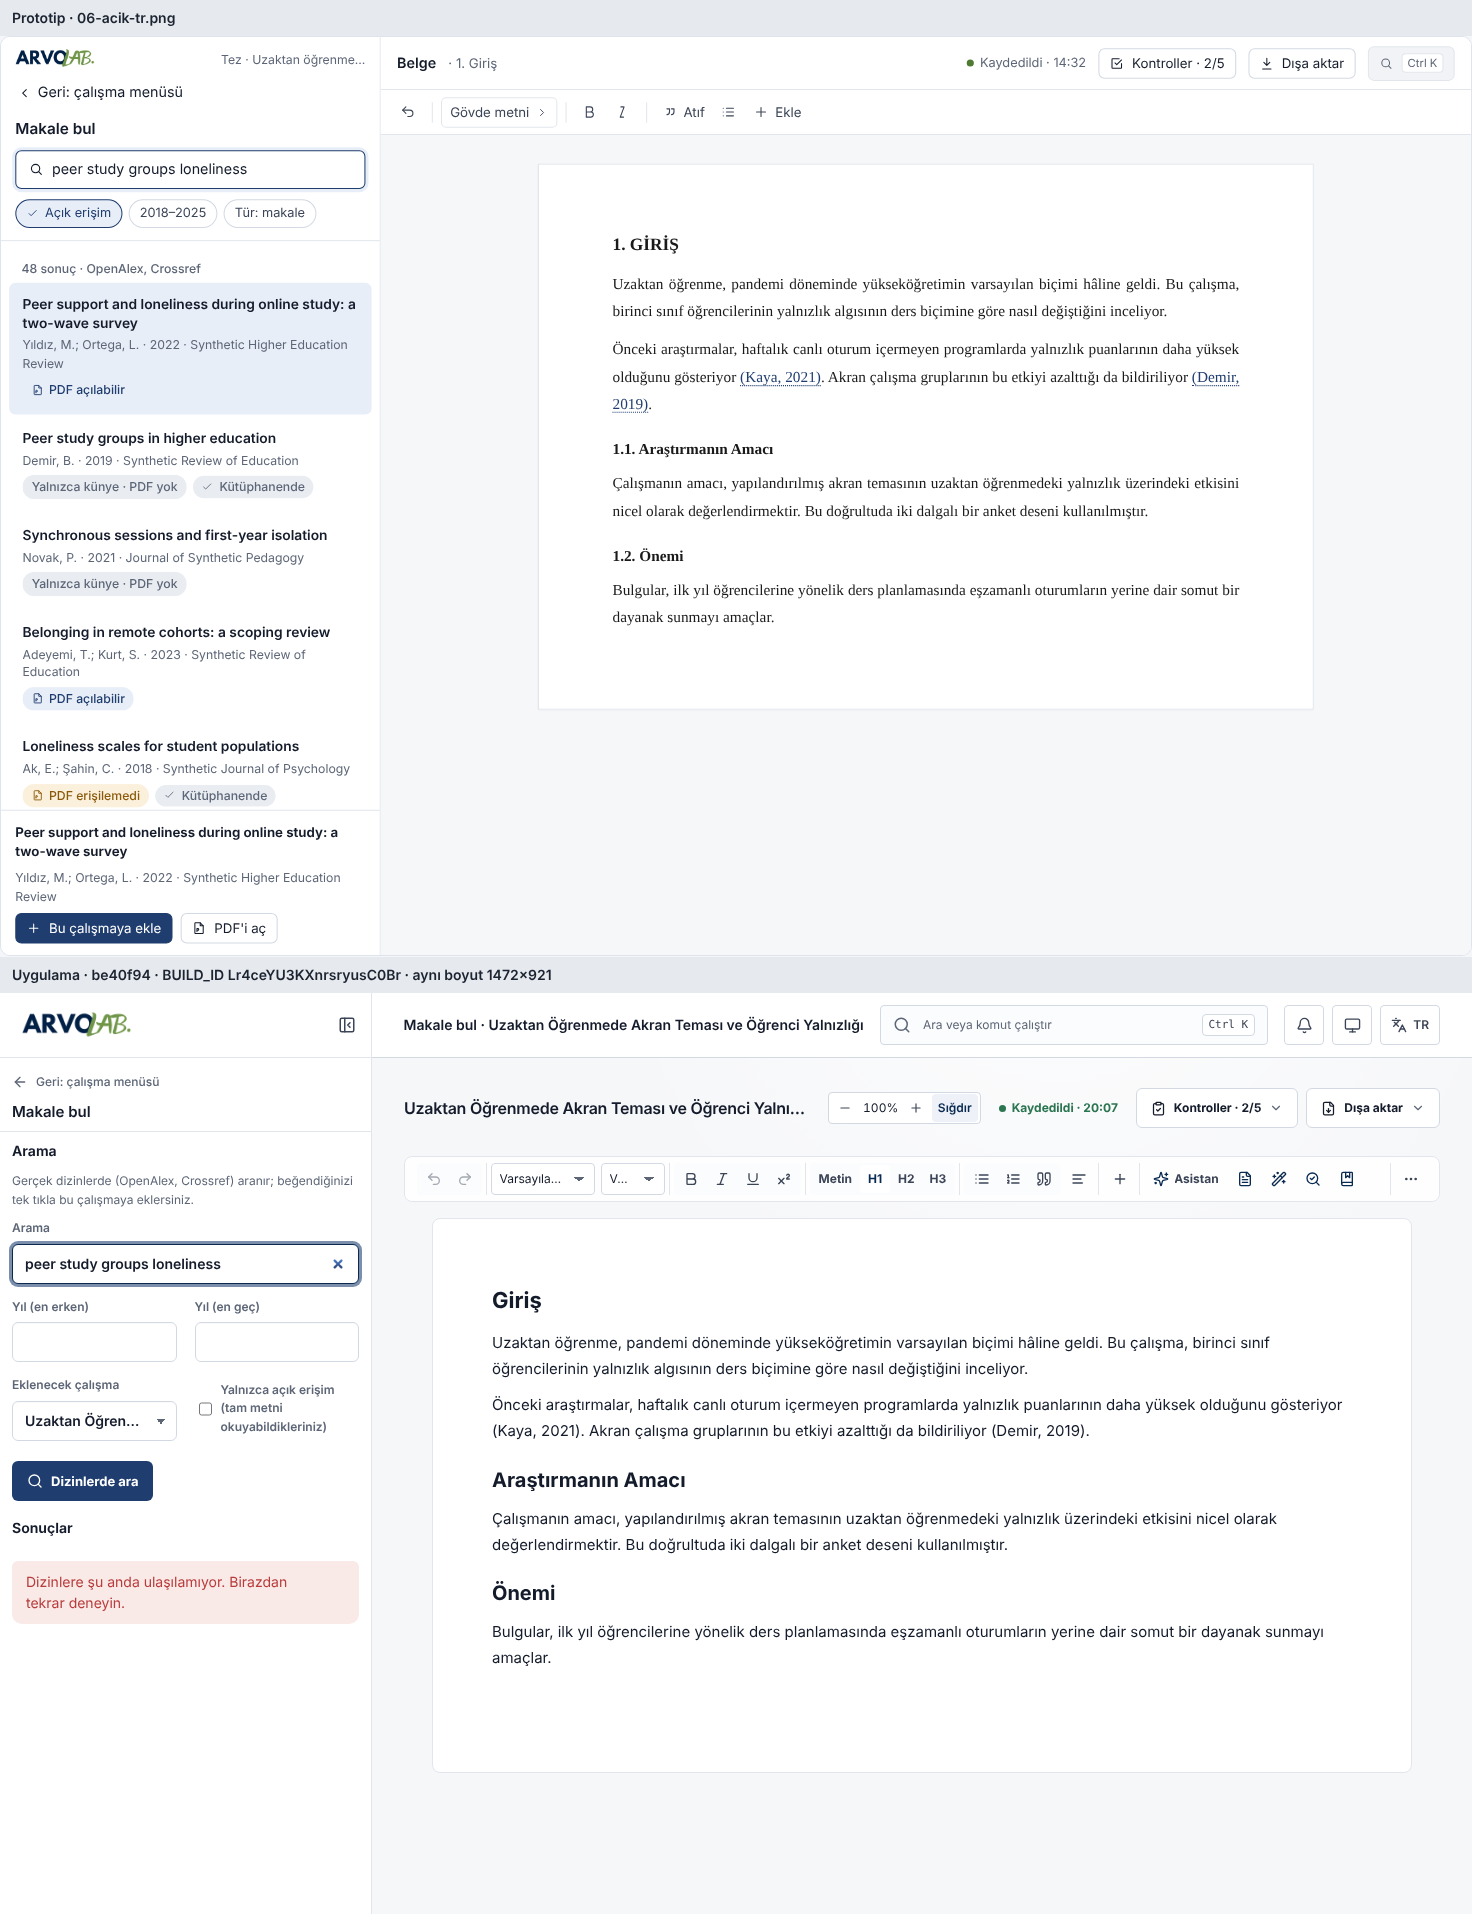 Prototip · 06-acik-tr.png
ARVOLAB.
Tez · Uzaktan öğrenme...
Geri: çalışma menüsü
Makale bul
peer study groups loneliness
Açık erişim
2018–2025
Tür: makale
48 sonuç · OpenAlex, Crossref
Peer support and loneliness during online study: a
two-wave survey
Yıldız, M.; Ortega, L. · 2022 · Synthetic Higher Education
Review
PDF açılabilir
Peer study groups in higher education
Demir, B. · 2019 · Synthetic Review of Education
Yalnızca künye · PDF yok
Kütüphanende
Synchronous sessions and first-year isolation
Novak, P. · 2021 · Journal of Synthetic Pedagogy
Yalnızca künye · PDF yok
Belonging in remote cohorts: a scoping review
Adeyemi, T.; Kurt, S. · 2023 · Synthetic Review of
Education
PDF açılabilir
Loneliness scales for student populations
Ak, E.; Şahin, C. · 2018 · Synthetic Journal of Psychology
PDF erişilemedi
Kütüphanende
Peer support and loneliness during online study: a
two-wave survey
Yıldız, M.; Ortega, L. · 2022 · Synthetic Higher Education
Review
Bu çalışmaya ekle
PDF'i aç
Belge · 1. Giriş
Kaydedildi · 14:32
Kontroller · 2/5
Dışa aktar
Ctrl K
Gövde metni
B
I
Atıf
Ekle
1. GİRİŞ
Uzaktan öğrenme, pandemi döneminde yükseköğretimin varsayılan biçimi hâline geldi. Bu çalışma,
birinci sınıf öğrencilerinin yalnızlık algısının ders biçimine göre nasıl değiştiğini inceliyor.
Önceki araştırmalar, haftalık canlı oturum içermeyen programlarda yalnızlık puanlarının daha yüksek
olduğunu gösteriyor (Kaya, 2021). Akran çalışma gruplarının bu etkiyi azalttığı da bildiriliyor (Demir,
2019).
1.1. Araştırmanın Amacı
Çalışmanın amacı, yapılandırılmış akran temasının uzaktan öğrenmedeki yalnızlık üzerindeki etkisini
nicel olarak değerlendirmektir. Bu doğrultuda iki dalgalı bir anket deseni kullanılmıştır.
1.2. Önemi
Bulgular, ilk yıl öğrencilerine yönelik ders planlamasında eşzamanlı oturumların yerine dair somut bir
dayanak sunmayı amaçlar.
Uygulama · be40f94 · BUILD_ID Lr4ceYU3KXnrsryusC0Br · aynı boyut 1472×921
ARVOLAB.
Makale bul · Uzaktan Öğrenmede Akran Teması ve Öğrenci Yalnızlığı
Ara veya komut çalıştır
Ctrl K
TR
Geri: çalışma menüsü
Makale bul
Arama
Gerçek dizinlerde (OpenAlex, Crossref) aranır; beğendiğinizi
tek tıkla bu çalışmaya eklersiniz.
Arama
peer study groups loneliness
Yıl (en erken)
Yıl (en geç)
Eklenecek çalışma
Uzaktan Öğren...
Yalnızca açık erişim
(tam metni
okuyabildikleriniz)
Dizinlerde ara
Sonuçlar
Dizinlere şu anda ulaşılamıyor. Birazdan
tekrar deneyin.
Uzaktan Öğrenmede Akran Teması ve Öğrenci Yalnı...
100%
Sığdır
Kaydedildi · 20:07
Kontroller · 2/5
Dışa aktar
Varsayıla...
V...
B
I
U
x²
Metin
H1
H2
H3
Asistan
Giriş
Uzaktan öğrenme, pandemi döneminde yükseköğretimin varsayılan biçimi hâline geldi. Bu çalışma, birinci sınıf
öğrencilerinin yalnızlık algısının ders biçimine göre nasıl değiştiğini inceliyor.
Önceki araştırmalar, haftalık canlı oturum içermeyen programlarda yalnızlık puanlarının daha yüksek olduğunu gösteriyor
(Kaya, 2021). Akran çalışma gruplarının bu etkiyi azalttığı da bildiriliyor (Demir, 2019).
Araştırmanın Amacı
Çalışmanın amacı, yapılandırılmış akran temasının uzaktan öğrenmedeki yalnızlık üzerindeki etkisini nicel olarak
değerlendirmektir. Bu doğrultuda iki dalgalı bir anket deseni kullanılmıştır.
Önemi
Bulgular, ilk yıl öğrencilerine yönelik ders planlamasında eşzamanlı oturumların yerine dair somut bir dayanak sunmayı
amaçlar.